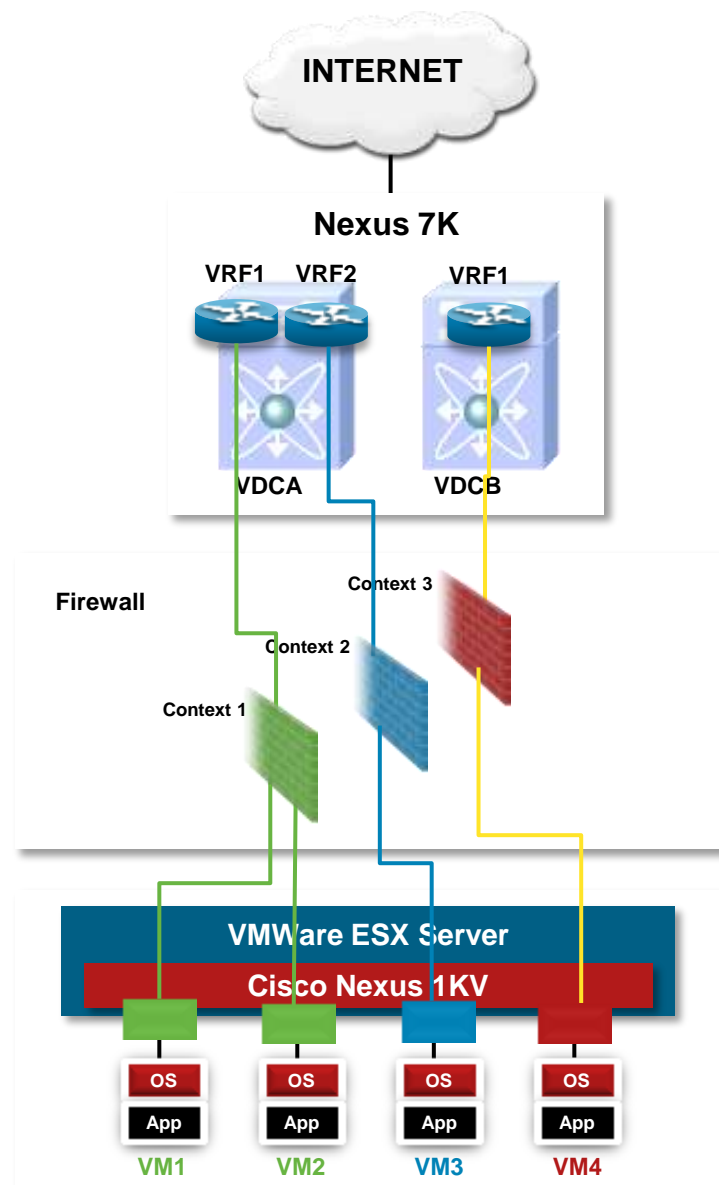 INTERNET
Nexus 7K
VRF1 VRF2 VRF1
VDCA VDCB
Context 3
Firewall
Context 2
Context 1
VMWare ESX Server
Cisco Nexus 1KV
OS OS OS OS
App App App App
VM1 VM2 VM3 VM4